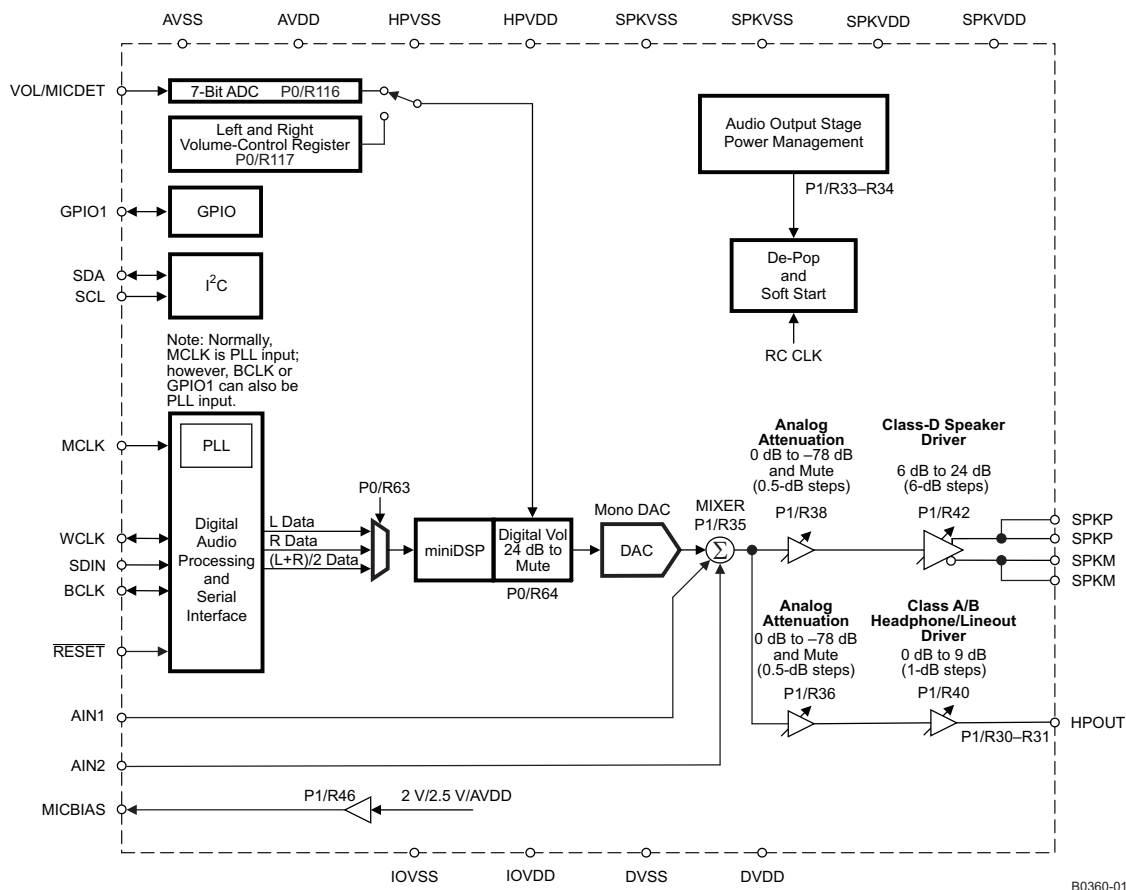 AVSS
AVDD
HPVSS
HPVDD
SPKVSS
SPKVSS
SPKVDD
SPKVDD
VOL/MICDET
7-Bit ADC P0/R116
Left and Right
Volume-Control Register
P0/R117
Audio Output Stage
Power Management
P1/R33–R34
GPIO1
GPIO
SDA
SCL
I2C
De-Pop
and
Soft Start
RC CLK
Note: Normally,
MCLK is PLL input;
however, BCLK or
GPIO1 can also be
PLL input.
MCLK
PLL
WCLK
SDIN
BCLK
RESET
Digital
Audio
Processing
and
Serial
Interface
L Data
R Data
(L+R)/2 Data
P0/R63
miniDSP
Digital Vol
24 dB to
Mute
P0/R64
Mono DAC
DAC
MIXER
P1/R35
Σ
Analog
Attenuation
0 dB to –78 dB
and Mute
(0.5-dB steps)
P1/R38
Class-D Speaker
Driver
6 dB to 24 dB
(6-dB steps)
P1/R42
SPKP
SPKP
SPKM
SPKM
Analog
Attenuation
0 dB to –78 dB
and Mute
(0.5-dB steps)
P1/R36
Class A/B
Headphone/Lineout
Driver
0 dB to 9 dB
(1-dB steps)
P1/R40
P1/R30–R31
HPOUT
AIN1
AIN2
MICBIAS
P1/R46
2 V/2.5 V/AVDD
IOVSS
IOVDD
DVSS
DVDD
B0360-01